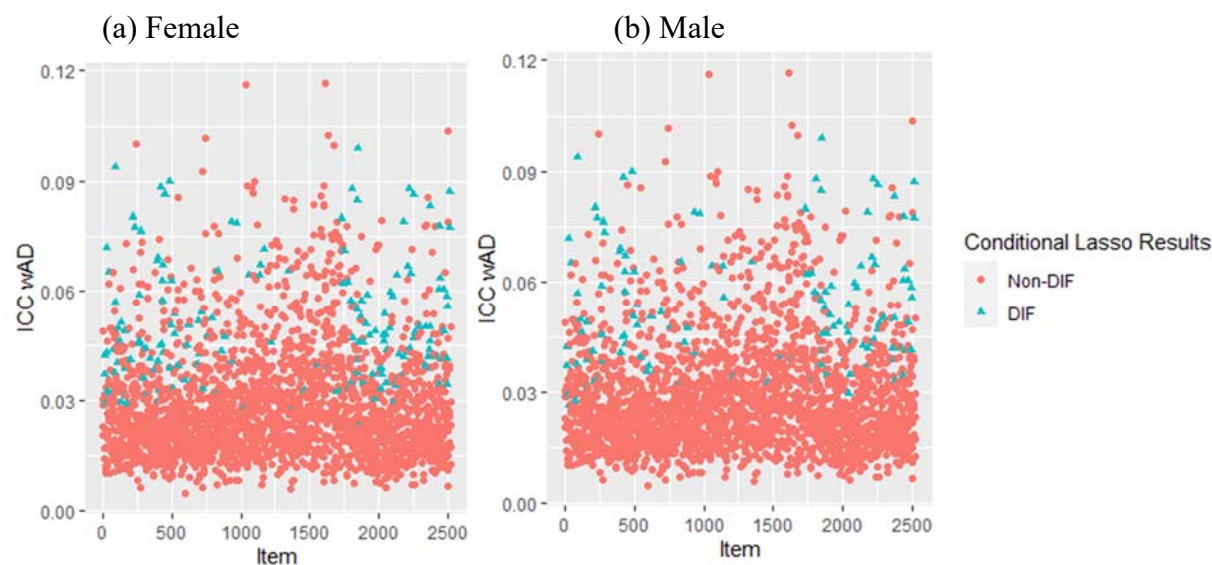 (a) Female
(b) Male
0.12
0.09
0.06
0.03
0.00
ICC wAD
0
500
1000
1500
2000
2500
Item
0.12
0.09
0.06
0.03
0.00
ICC wAD
0
500
1000
1500
2000
2500
Item
Conditional Lasso Results
Non-DIF
DIF